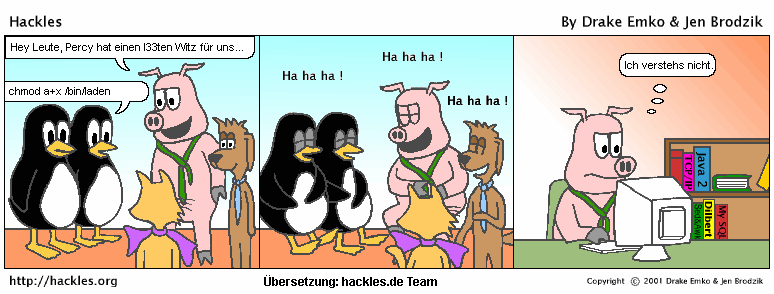 Hackles
By Drake Emko & Jen Brodzik
Hey Leute, Percy hat einen l33ten Witz für uns...
chmod a+x /bin/laden
Ha ha ha !
Ha ha ha !
Ha ha ha !
Ich verstehs nicht.
TCP/IP
Java 2
Dilbert
My SQL
http://hackles.org
Übersetzung: hackles.de Team
Copyright © 2001 Drake Emko & Jen Brodzik